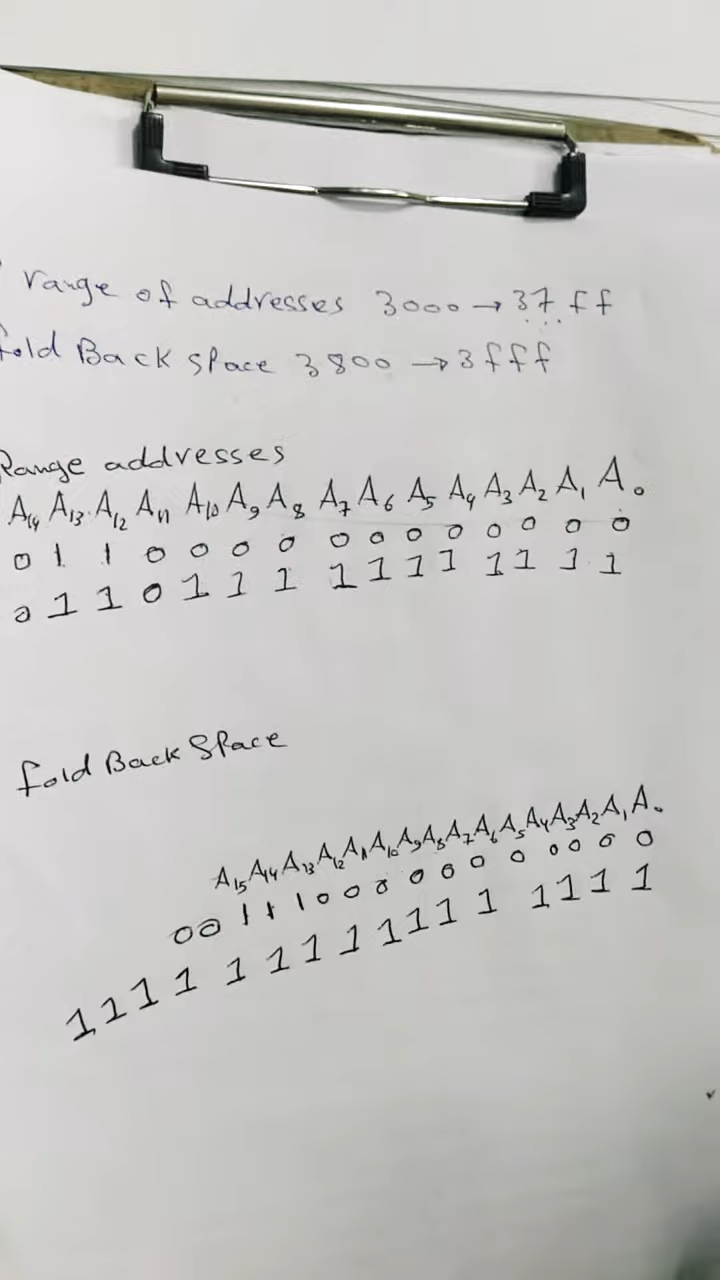 range of addresses 3000 → 37ff
fold Back space 3800 → 3fff
Range addresses
A14 A13 A12 A11 A10 A9 A8 A7 A6 A5 A4 A3 A2 A1 A0
0 1 1 0 0 0 0 0 0 0 0 0 0 0 0
0 1 1 0 1 1 1 1 1 1 1 1 1 1 1
fold Back Space
A15 A14 A13 A12 A11 A10 A9 A8 A7 A6 A5 A4 A3 A2 A1 A0
0 0 1 1 1 0 0 0 0 0 0 0 0 0 0 0
1 1 1 1 1 1 1 1 1 1 1 1 1 1 1 1